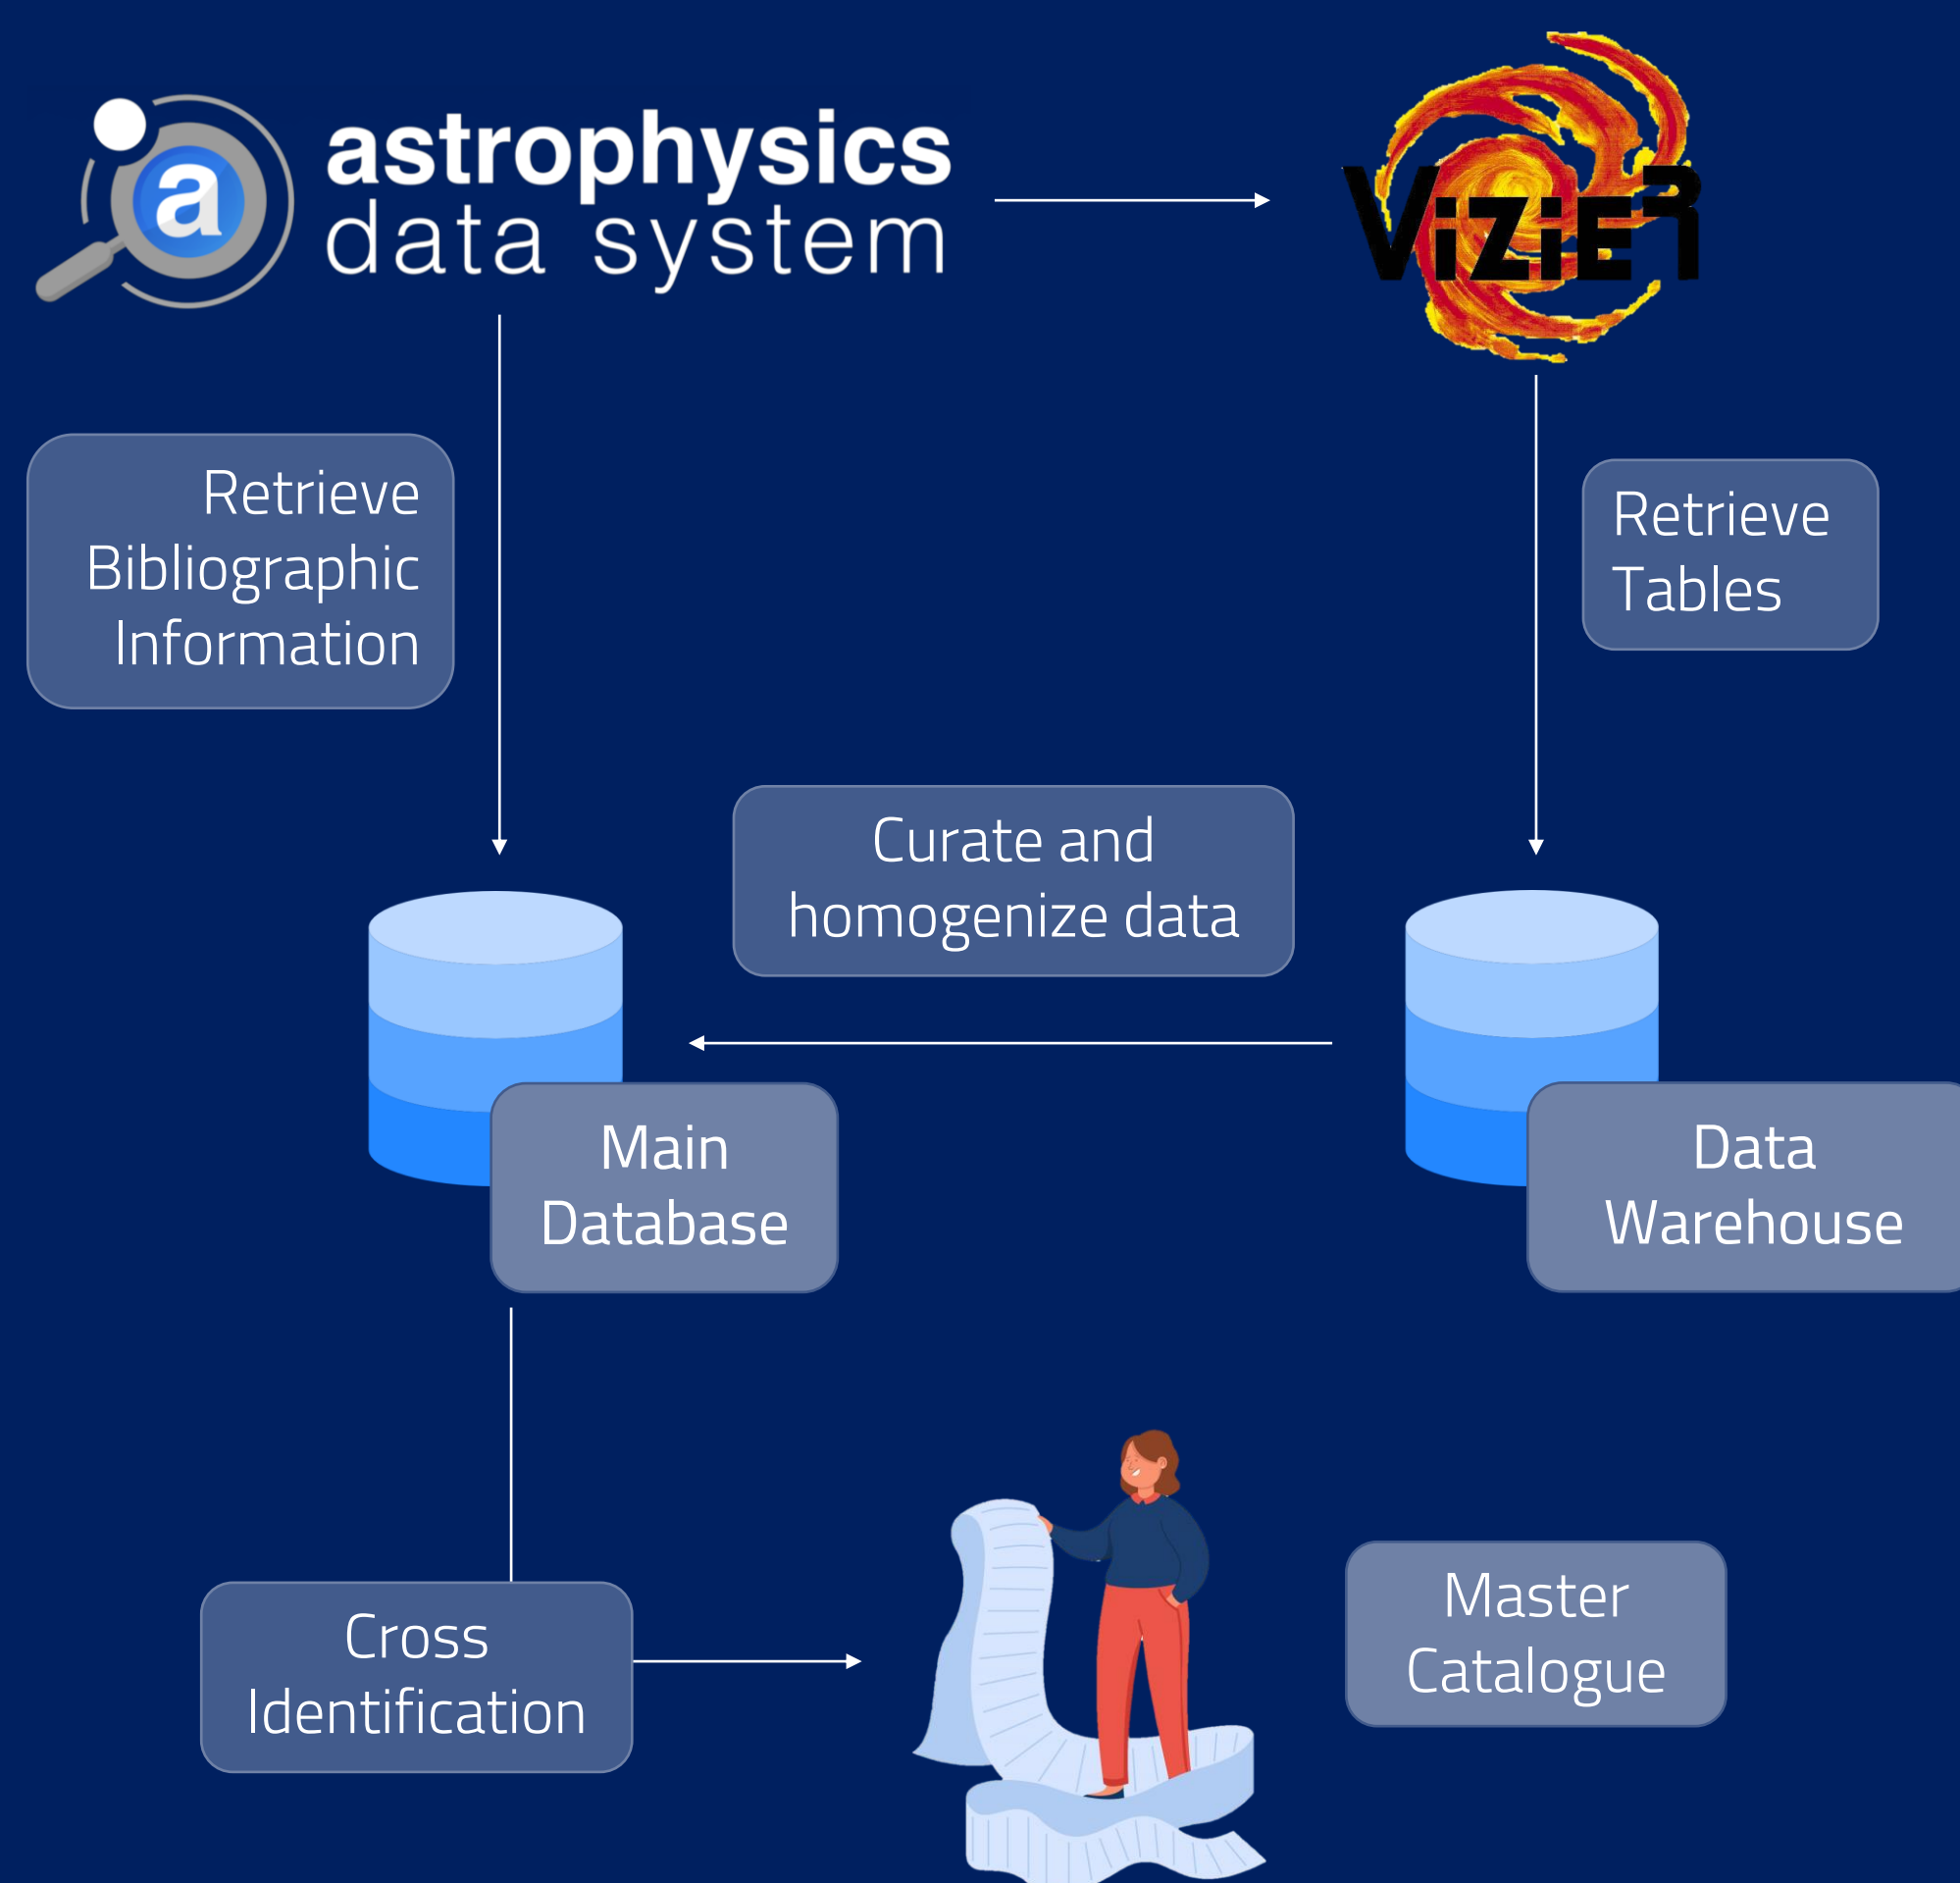 a
astrophysics
data system
ViZiER
Retrieve
Bibliographic
Information
Retrieve
Tables
Curate and
homogenize data
Main
Database
Data
Warehouse
Cross
Identification
Master
Catalogue